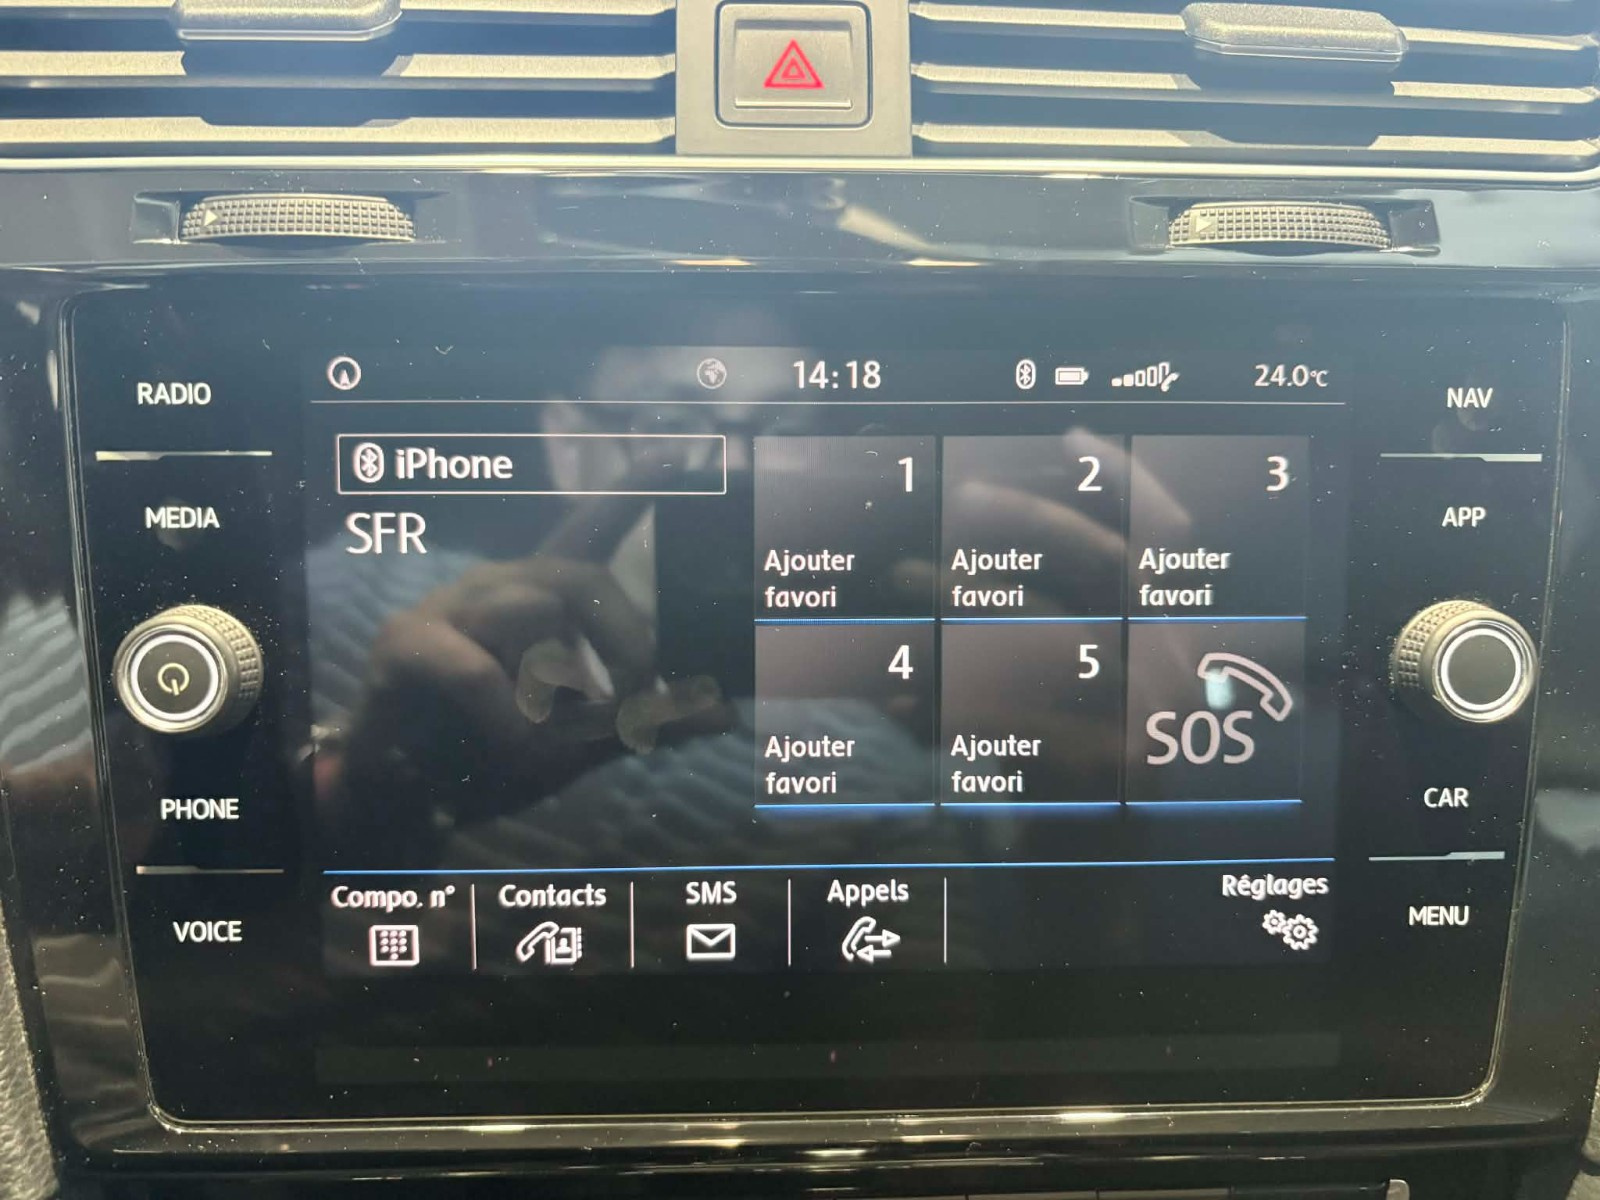 RADIO
MEDIA
PHONE
VOICE
14:18
24.0°C
iPhone
SFR
1
Ajouter
favori
2
Ajouter
favori
3
Ajouter
favori
4
Ajouter
favori
5
Ajouter
favori
SOS
Compo. n°
Contacts
SMS
Appels
Réglages
NAV
APP
CAR
MENU